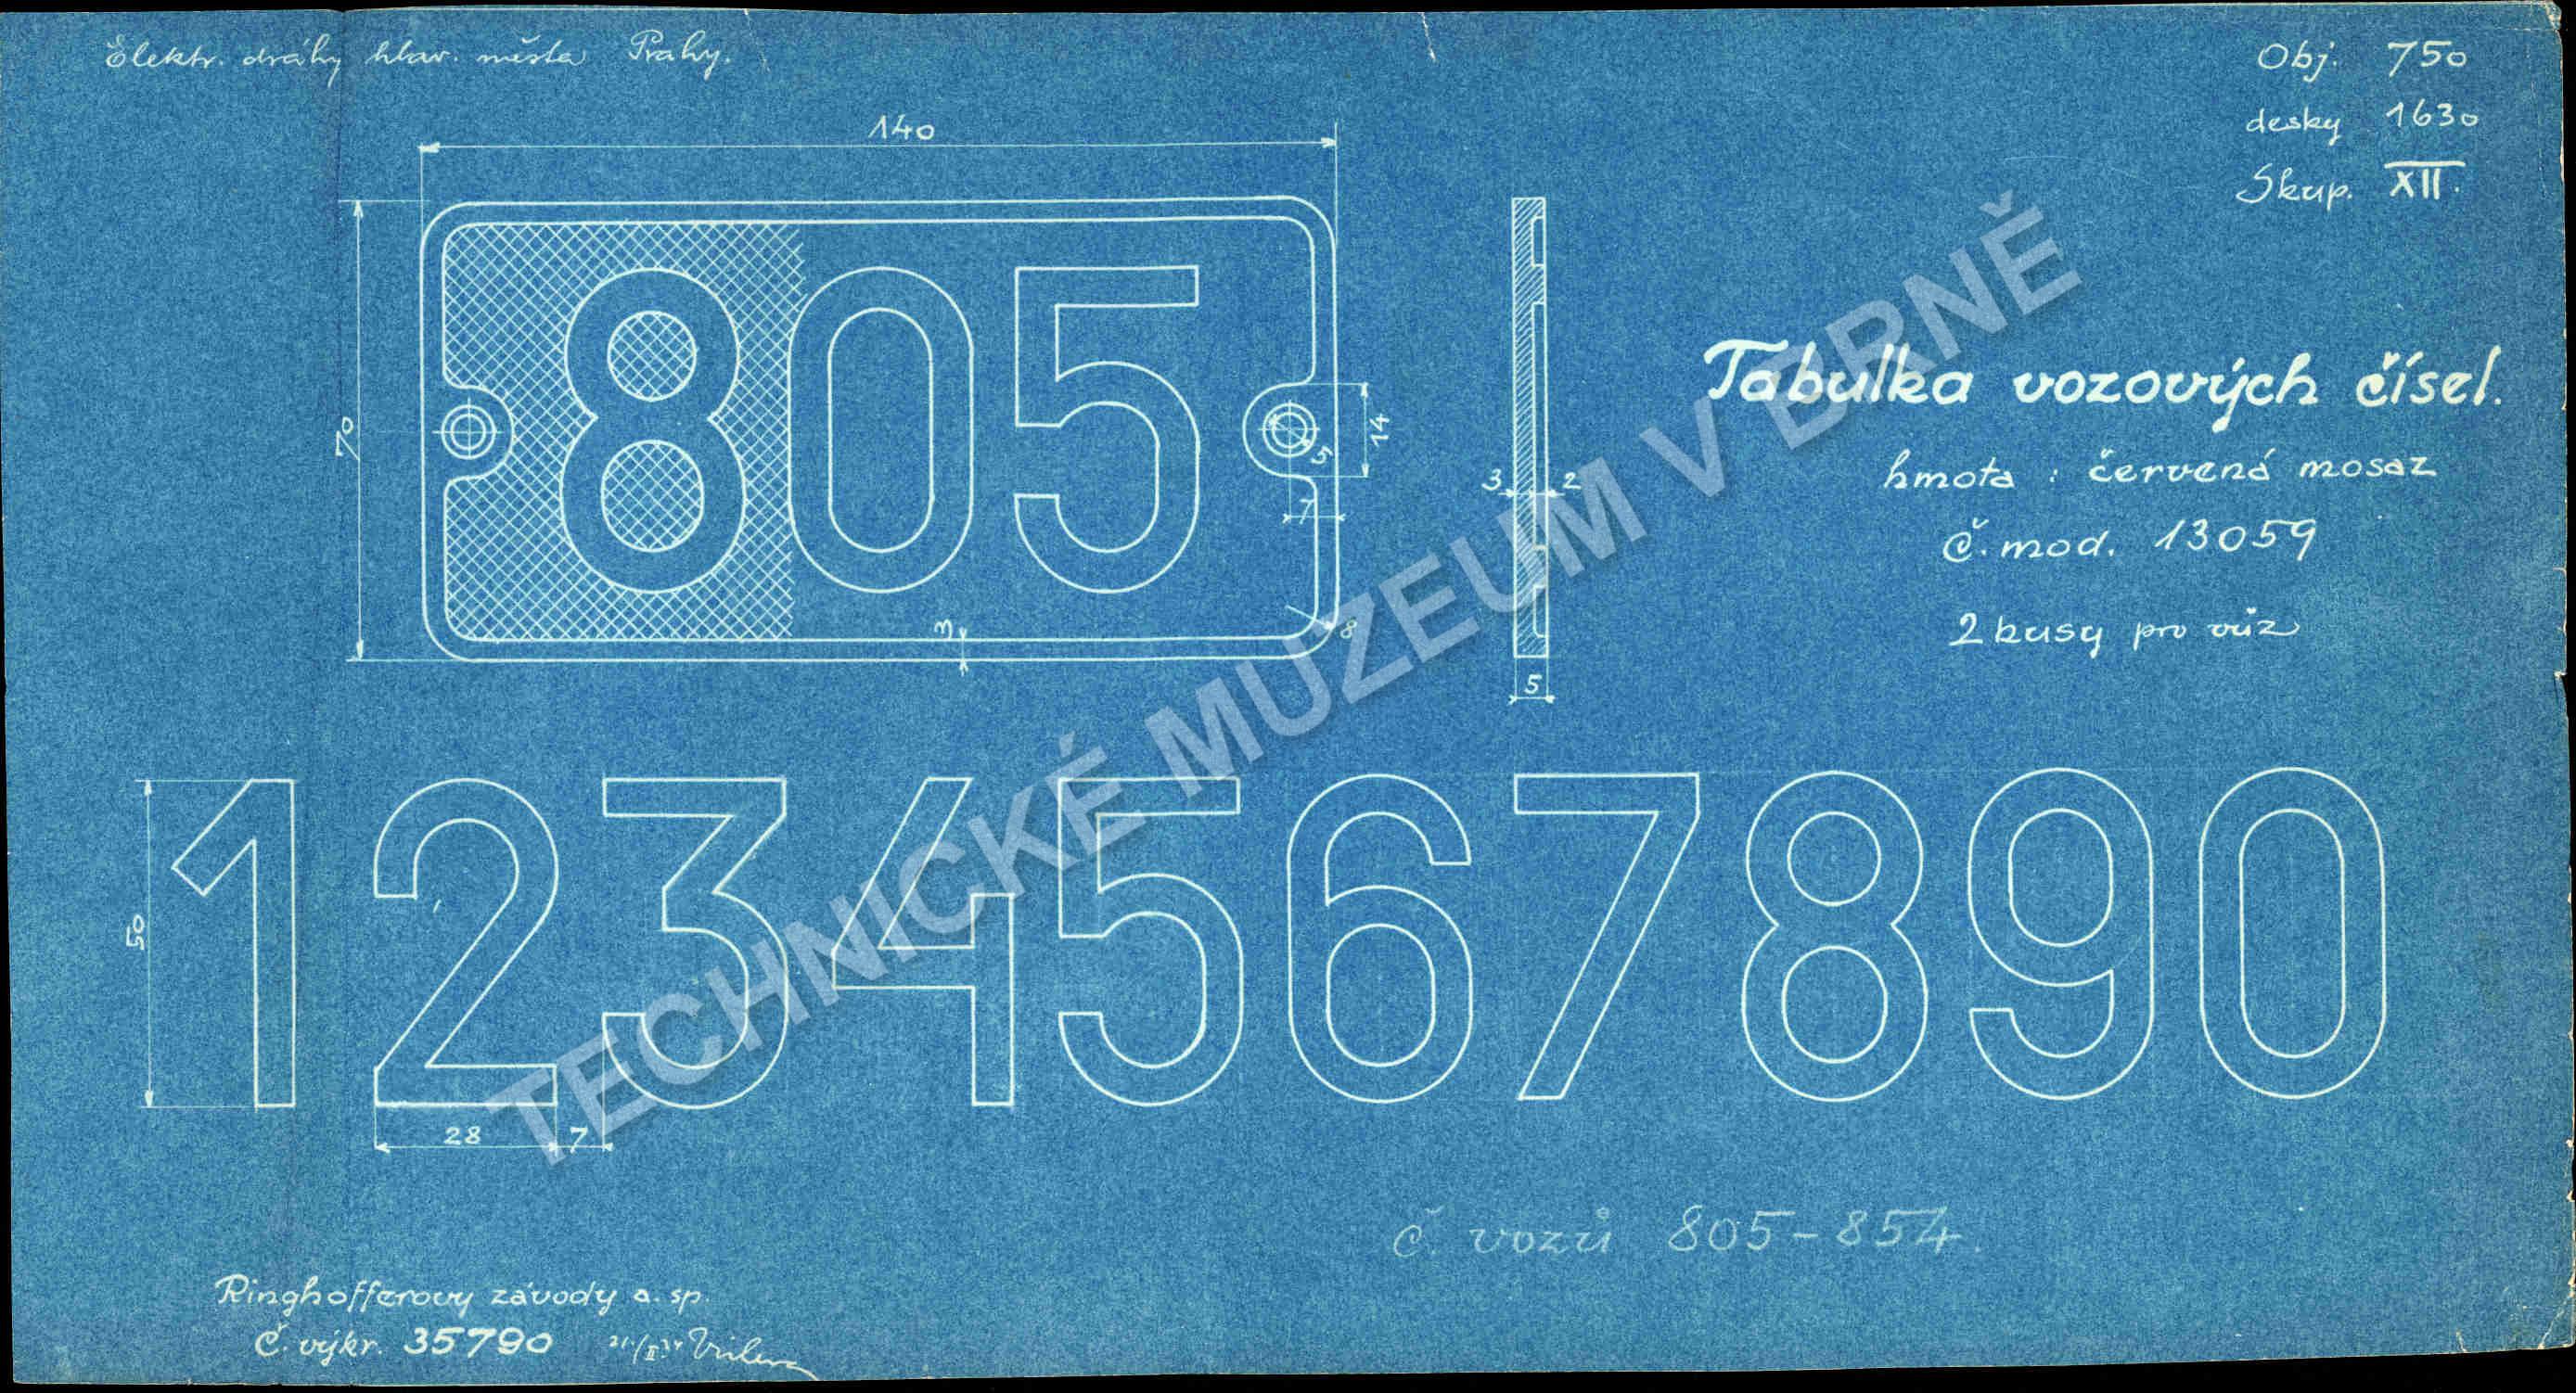 Elektr. dráhy hlav. města Prahy.
Obj. 750
desky 1630
Skup. XII.
140
70
805
14
5
7
3
8
3 2
5
Tabulka vozových čísel.
hmota : červená mosaz
Č. mod. 13059
2 kusy pro vůz
TECHNICKÉ MUZEUM V BRNĚ
1234567890
50
28 7
č. vozů 805-854.
Ringhofferovy závody a. sp.
Č. výkr. 35790